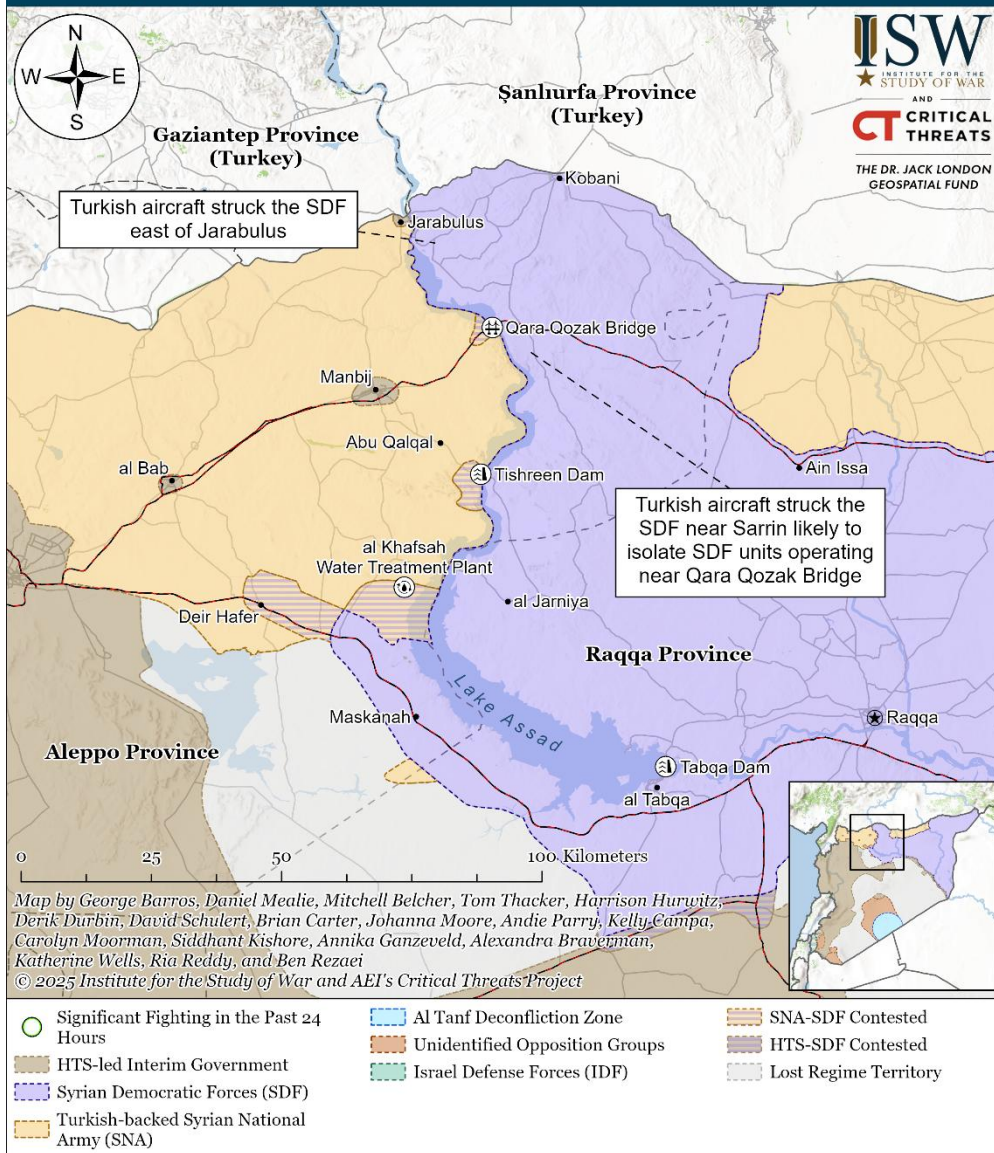 N
W
E
S
ISW
INSTITUTE FOR THE
STUDY OF WAR
AND
CT CRITICAL
THREATS
THE DR. JACK LONDON
GEOSPATIAL FUND
Şanlıurfa Province
(Turkey)
Gaziantep Province
(Turkey)
Kobani
Turkish aircraft struck the SDF
east of Jarabulus
Jarabulus
Qara-Qozak Bridge
Manbij
Abu Qalqal
al Bab
Tishreen Dam
Ain Issa
Turkish aircraft struck the
SDF near Sarrin likely to
isolate SDF units operating
near Qara Qozak Bridge
al Khafsah
Water Treatment Plant
Deir Hafer
al Jarniya
Raqqa Province
Lake Assad
Maskanah
Raqqa
Aleppo Province
Tabqa Dam
al Tabqa
0 25 50 100 Kilometers
Map by George Barros, Daniel Mealie, Mitchell Belcher, Tom Thacker, Harrison Hurwitz,
Derik Durbin, David Schulert, Brian Carter, Johanna Moore, Andie Parry, Kelly Campa,
Carolyn Moorman, Siddhant Kishore, Annika Ganzeveld, Alexandra Braverman,
Katherine Wells, Ria Reddy, and Ben Rezaei
© 2025 Institute for the Study of War and AEI's Critical Threats Project
Significant Fighting in the Past 24
Hours
HTS-led Interim Government
Syrian Democratic Forces (SDF)
Turkish-backed Syrian National
Army (SNA)
Al Tanf Deconfliction Zone
Unidentified Opposition Groups
Israel Defense Forces (IDF)
SNA-SDF Contested
HTS-SDF Contested
Lost Regime Territory